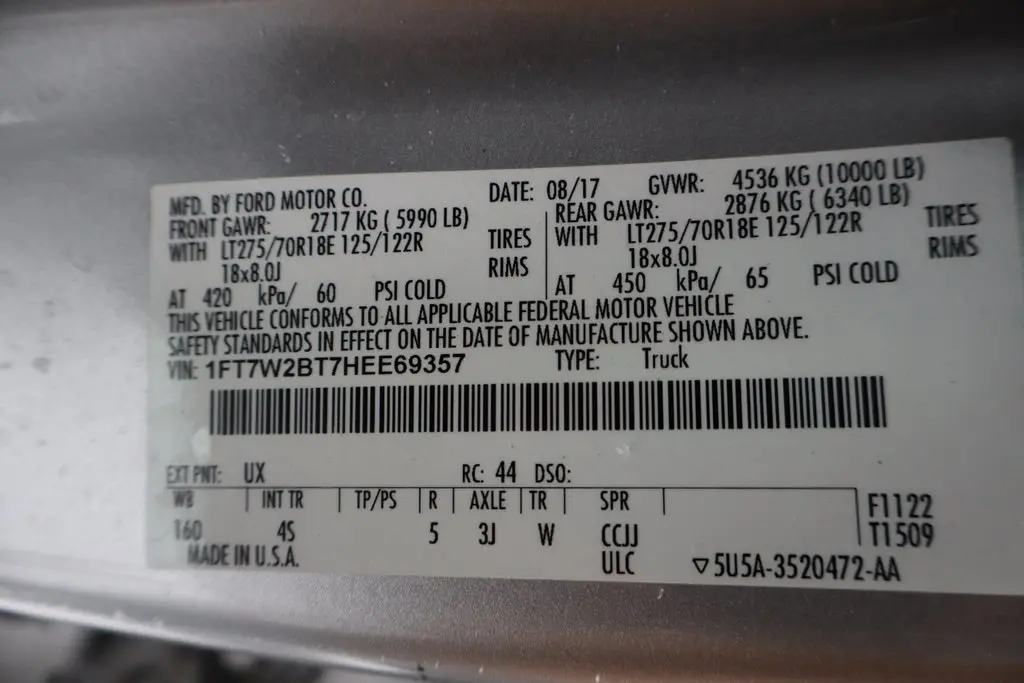 MFD. BY FORD MOTOR CO. DATE: 08/17 GVWR: 4536 KG (10000 LB)
FRONT GAWR: 2717 KG ( 5990 LB) REAR GAWR: 2876 KG ( 6340 LB)
WITH LT275/70R18E 125/122R TIRES WITH LT275/70R18E 125/122R TIRES
18x8.0J RIMS 18x8.0J RIMS
AT 420 kPa/ 60 PSI COLD AT 450 kPa/ 65 PSI COLD
THIS VEHICLE CONFORMS TO ALL APPLICABLE FEDERAL MOTOR VEHICLE
SAFETY STANDARDS IN EFFECT ON THE DATE OF MANUFACTURE SHOWN ABOVE.
VIN: 1FT7W2BT7HEE69357 TYPE: Truck
EXT PNT: UX RC: 44 DSO:
WB INT TR TP/PS R AXLE TR SPR F1122
160 4S 5 3J W CCJJ T1509
MADE IN U.S.A. ULC ▽5U5A-3520472-AA